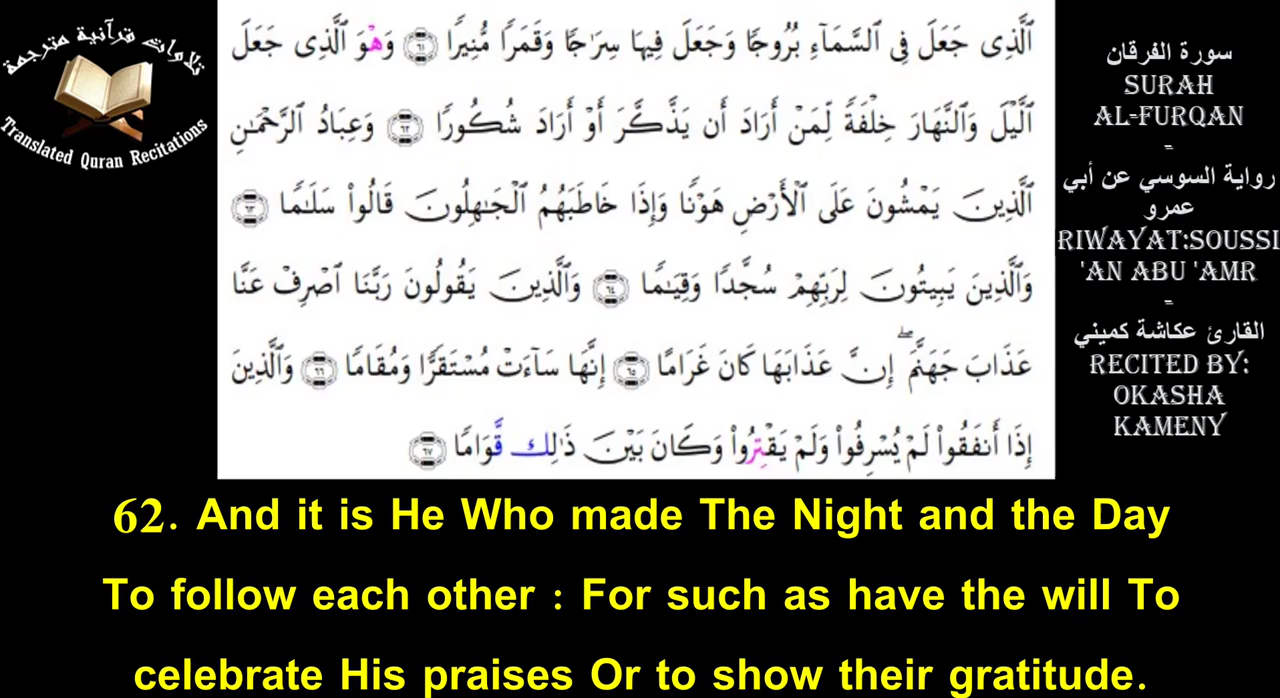 تلاوات قرآنية مترجمة
Translated Quran Recitations
ٱلَّذِى جَعَلَ فِى ٱلسَّمَآءِ بُرُوجًا وَجَعَلَ فِيهَا سِرَٰجًا وَقَمَرًا مُّنِيرًا ٦١ وَهْوَ ٱلَّذِى جَعَلَ
ٱلَّيْلَ وَٱلنَّهَارَ خِلْفَةً لِّمَنْ أَرَادَ أَن يَذَّكَّرَ أَوْ أَرَادَ شُكُورًا ٦٢ وَعِبَادُ ٱلرَّحْمَٰنِ
ٱلَّذِينَ يَمْشُونَ عَلَى ٱلْأَرْضِ هَوْنًا وَإِذَا خَاطَبَهُمُ ٱلْجَٰهِلُونَ قَالُوا۟ سَلَٰمًا ٦٣
وَٱلَّذِينَ يَبِيتُونَ لِرَبِّهِمْ سُجَّدًا وَقِيَٰمًا ٦٤ وَٱلَّذِينَ يَقُولُونَ رَبَّنَا ٱصْرِفْ عَنَّا
عَذَابَ جَهَنَّمَ ۖ إِنَّ عَذَابَهَا كَانَ غَرَامًا ٦٥ إِنَّهَا سَآءَتْ مُسْتَقَرًّا وَمُقَامًا ٦٦ وَٱلَّذِينَ
إِذَا أَنفَقُوا۟ لَمْ يُسْرِفُوا۟ وَلَمْ يَقْتِرُوا۟ وَكَانَ بَيْنَ ذَٰلِك قَّوَامًا ٦٧
سورة الفرقان
SURAH
AL-FURQAN
-
رواية السوسي عن أبي
عمرو
RIWAYAT:SOUSSI
'AN ABU 'AMR
-
القارئ عكاشة كميني
RECITED BY:
OKASHA
KAMENY
62. And it is He Who made The Night and the Day
To follow each other : For such as have the will To
celebrate His praises Or to show their gratitude.